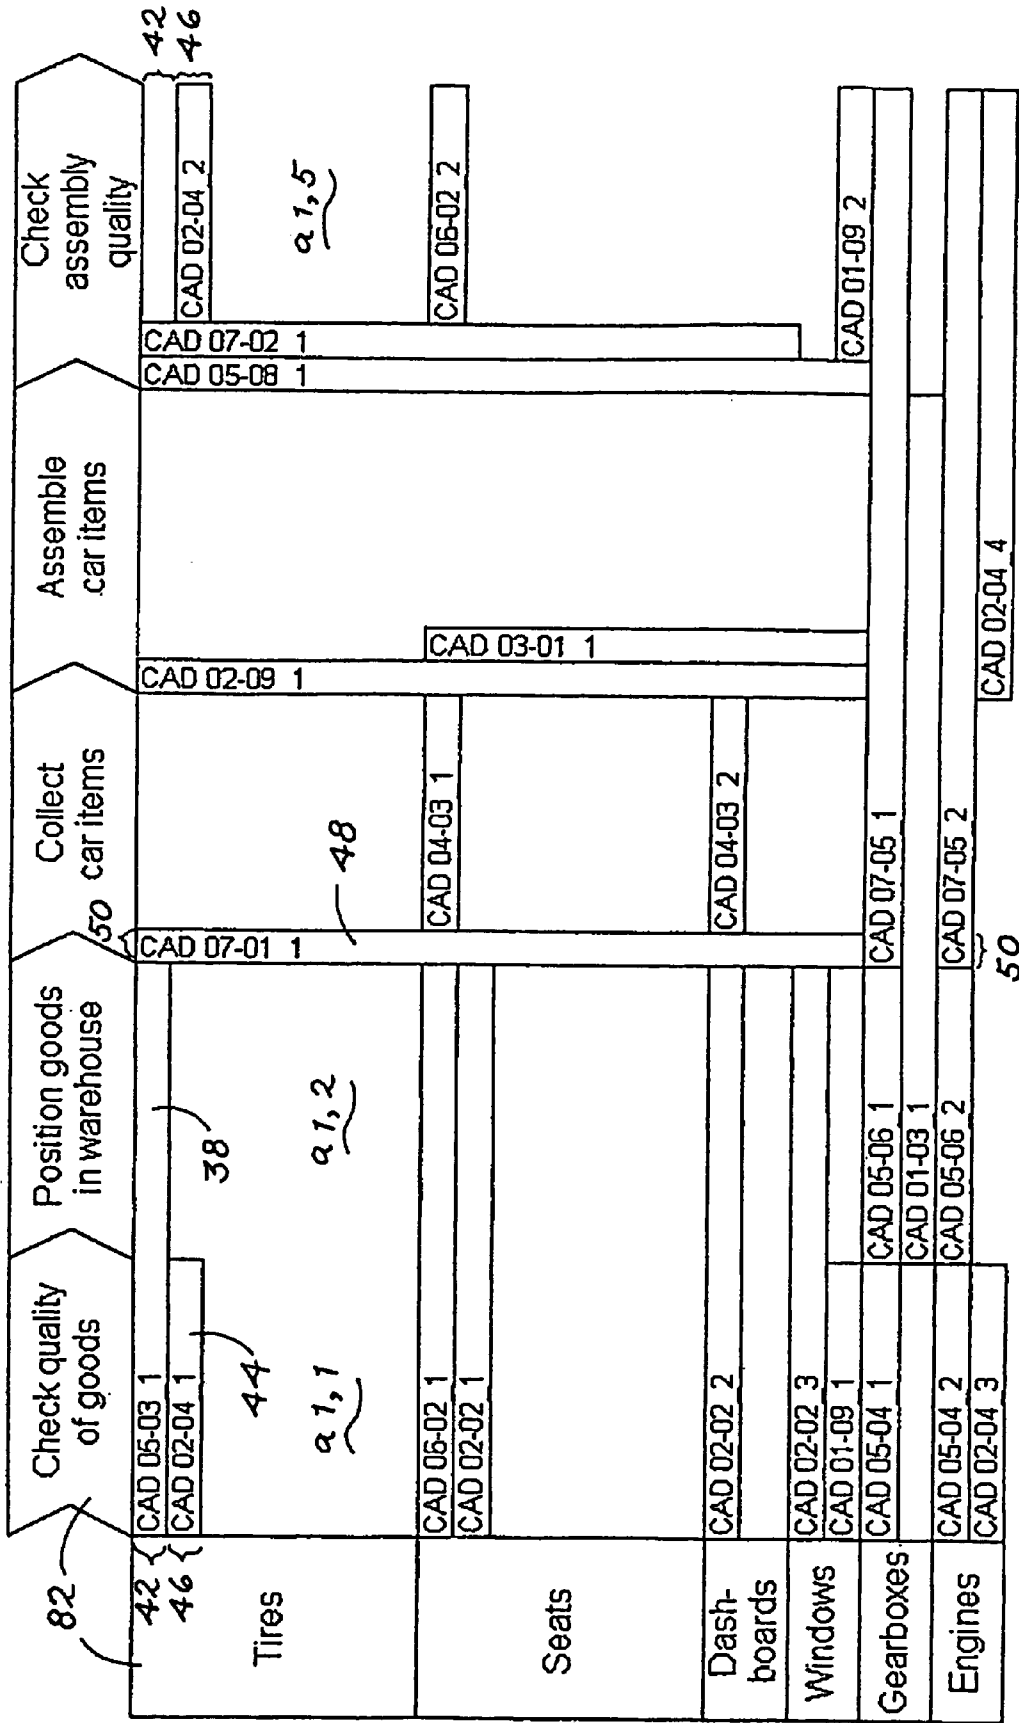 82
Check quality
of goods
Position goods
in warehouse
50
Collect
car items
Assemble
car items
Check
assembly
quality
42
46
42
46
Tires
CAD 05-03 1
CAD 02-04 1
38
44
a 1,1
a 1,2
CAD 07-01 1
48
CAD 02-09 1
CAD 05-08 1
CAD 07-02 1
CAD 02-04 2
a 1,5
Seats
CAD 06-02 1
CAD 02-02 1
CAD 04-03 1
CAD 03-01 1
CAD 06-02 2
Dash-
boards
CAD 02-02 2
CAD 04-03 2
Windows
CAD 02-02 3
CAD 01-09 1
CAD 01-09 2
Gearboxes
CAD 05-04 1
CAD 05-06 1
CAD 07-05 1
CAD 01-03 1
Engines
CAD 05-04 2
CAD 05-06 2
CAD 07-05 2
CAD 02-04 3
CAD 02-04 4
50